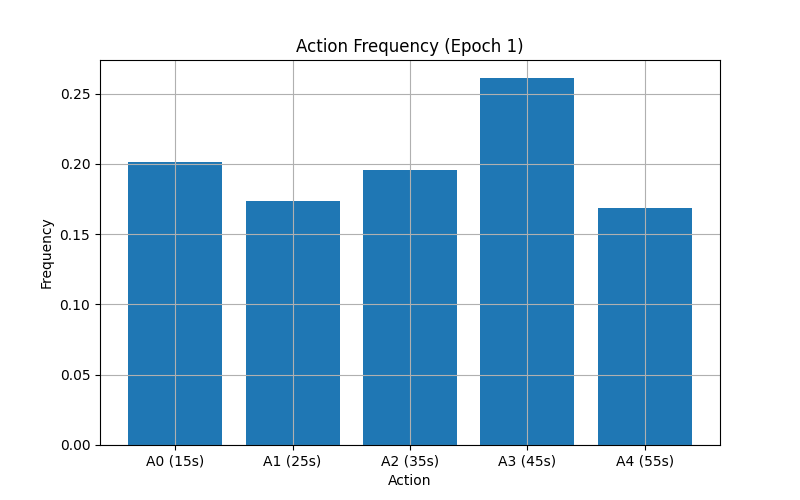 Action Frequency (Epoch 1)
0.25
0.20
0.15
0.10
0.05
0.00
Frequency
A0 (15s) A1 (25s) A2 (35s) A3 (45s) A4 (55s)
Action